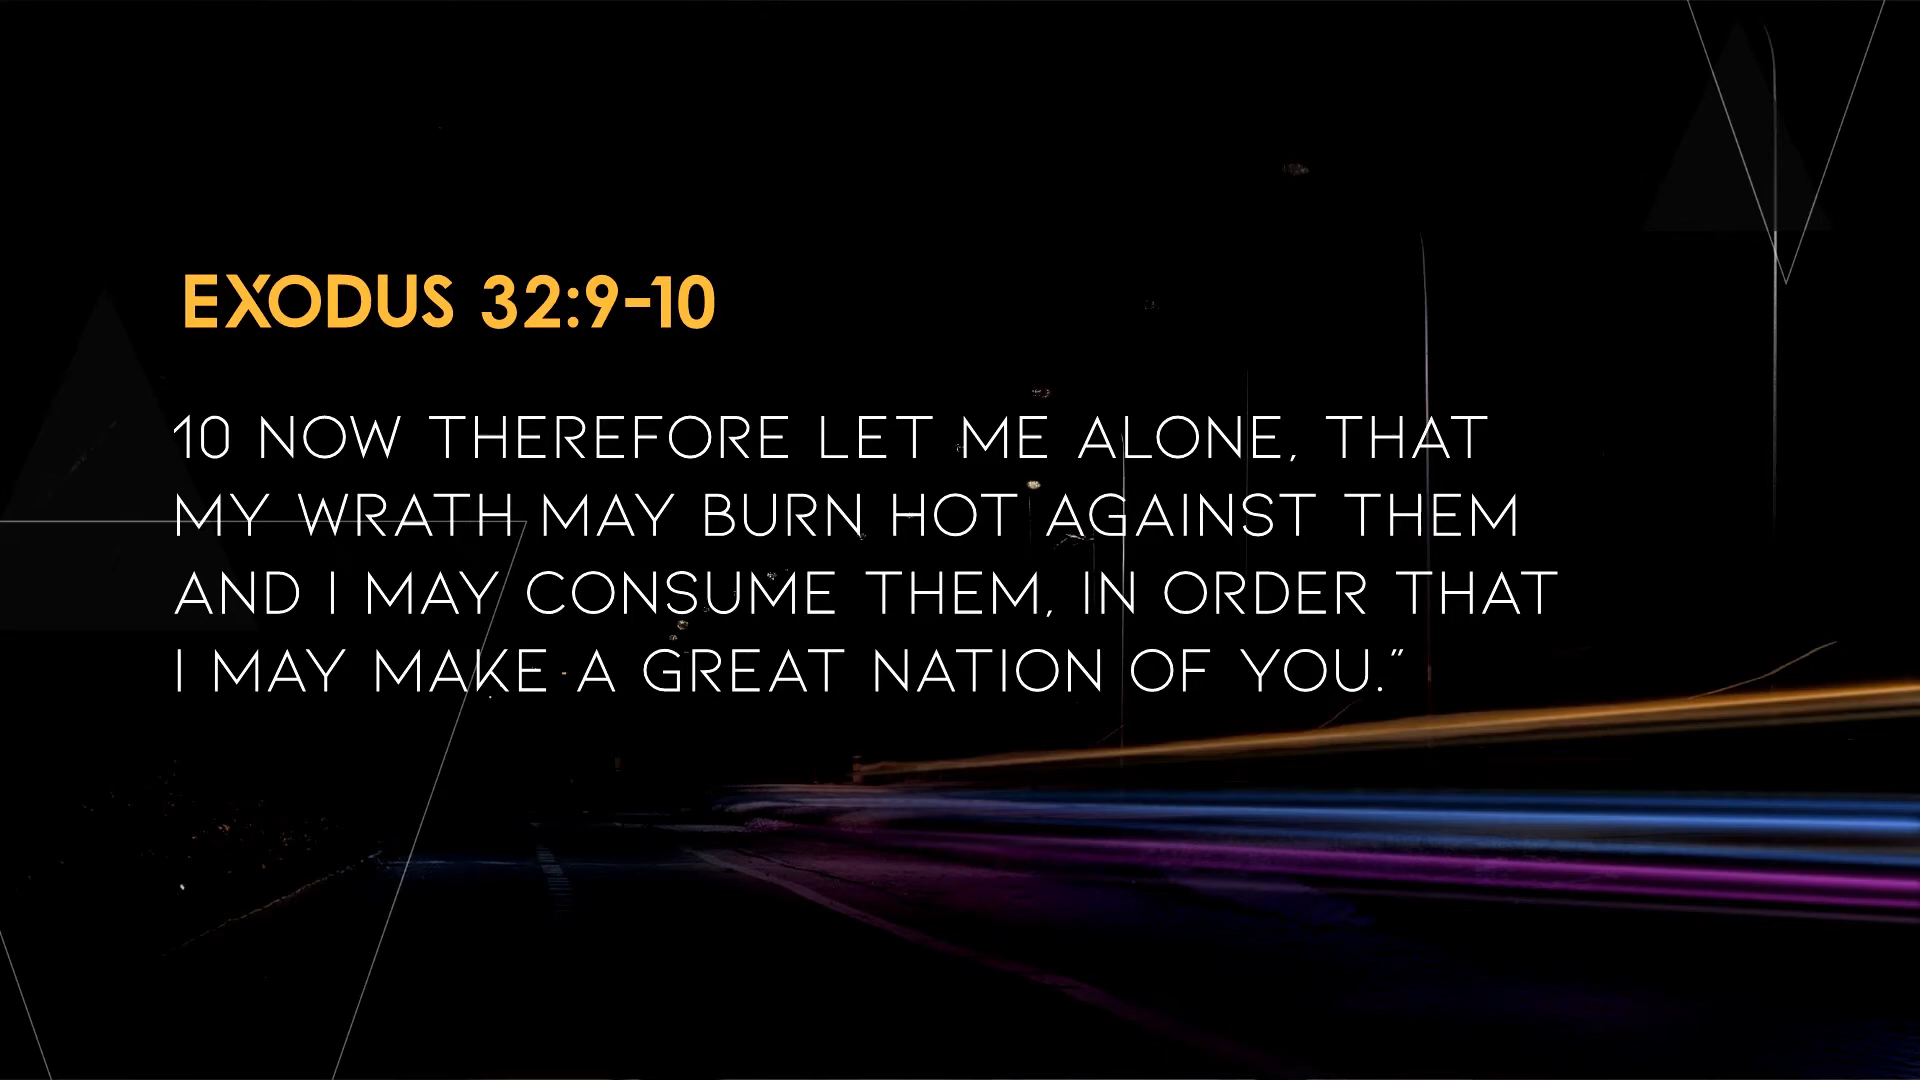 EXODUS 32:9-10
10 NOW THEREFORE LET ME ALONE, THAT
MY WRATH MAY BURN HOT AGAINST THEM
AND I MAY CONSUME THEM, IN ORDER THAT
I MAY MAKE A GREAT NATION OF YOU.”